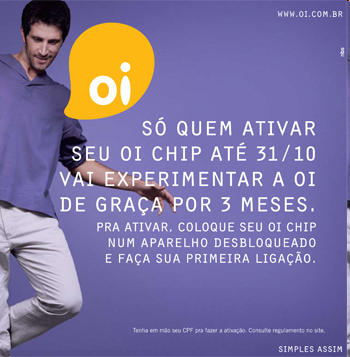 WWW.OI.COM.BR
oi
SÓ QUEM ATIVAR
SEU OI CHIP ATÉ 31/10
VAI EXPERIMENTAR A OI
DE GRAÇA POR 3 MESES.
PRA ATIVAR, COLOQUE SEU OI CHIP
NUM APARELHO DESBLOQUEADO
E FAÇA SUA PRIMEIRA LIGAÇÃO.
Tenha em mão seu CPF pra fazer a ativação. Consulte regulamento no site.
SIMPLES ASSIM